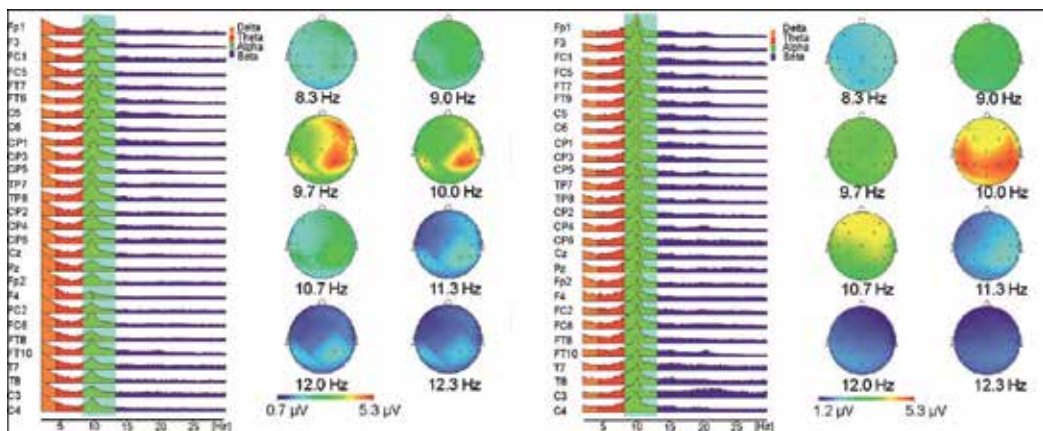 Fp1
F3
FC1
FC5
FT7
FT9
C5
C6
CP1
CP3
CP5
TP7
TP8
CP2
CP4
CP6
Cz
Pz
Fp2
F4
FC2
FC6
FT8
FT10
T7
T8
C3
C4
5 10 15 20 25 [Hz]
Delta
Theta
Alpha
Beta
8.3 Hz 9.0 Hz
9.7 Hz 10.0 Hz
10.7 Hz 11.3 Hz
12.0 Hz 12.3 Hz
0.7 µV 5.3 µV
Fp1
F3
FC1
FC5
FT7
FT9
C5
C6
CP1
CP3
CP5
TP7
TP8
CP2
CP4
CP6
Cz
Pz
Fp2
F4
FC2
FC6
FT8
FT10
T7
T8
C3
C4
5 10 15 20 25 [Hz]
Delta
Theta
Alpha
Beta
8.3 Hz 9.0 Hz
9.7 Hz 10.0 Hz
10.7 Hz 11.3 Hz
12.0 Hz 12.3 Hz
1.2 µV 5.3 µV